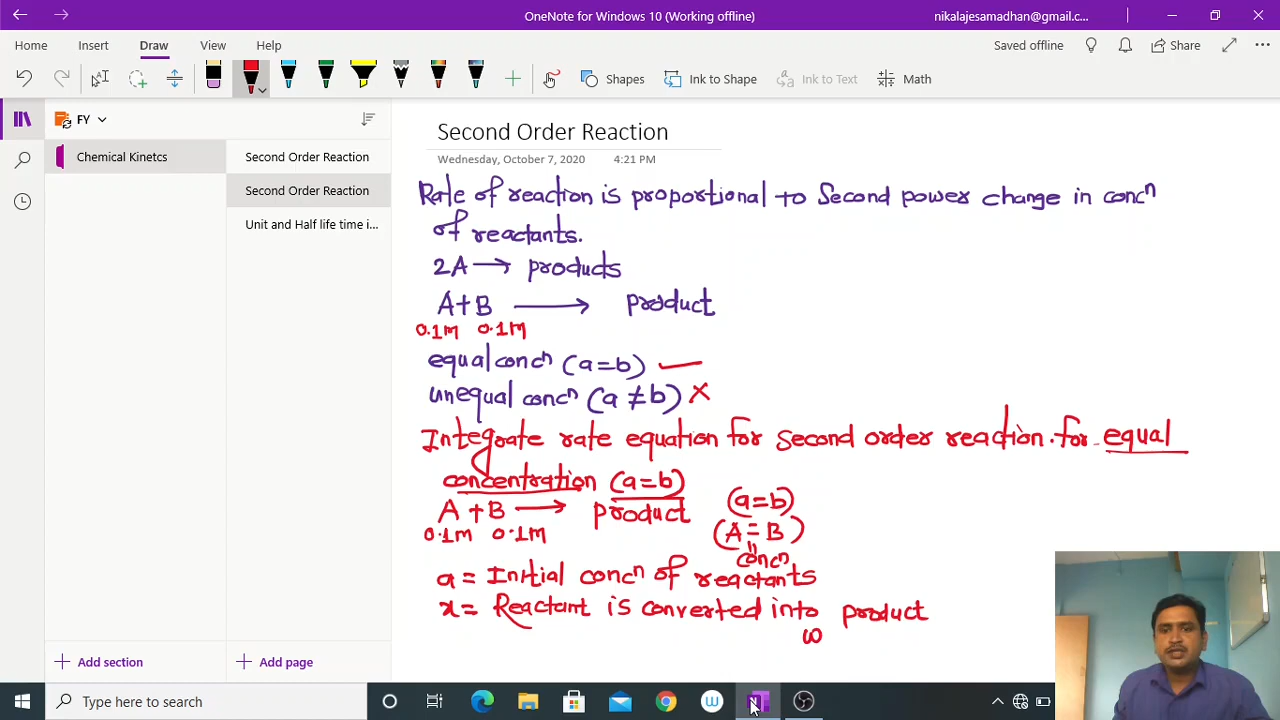 OneNote for Windows 10 (Working offline)
nikalajesamadhan@gmail.c...
Home Insert Draw View Help
Saved offline
Share
Shapes
Ink to Shape
Ink to Text
Math
FY
Chemical Kinetcs
Second Order Reaction
Second Order Reaction
Unit and Half life time i...
Add section
Add page
Second Order Reaction
Wednesday, October 7, 2020 4:21 PM
Rate of reaction is proportional to Second power change in concn
of reactants.
2A → products
A+B → product
0.1M 0.1M
equal concn (a=b) ✓
unequal concn (a ≠ b) ✗
Integrate rate equation for Second order reaction. for equal
concentration (a=b)
A + B → product
0.1M 0.1M
(a=b)
(A = B)
concn
a = Initial concn of reactants
x = Reactant is converted into product
Type here to search